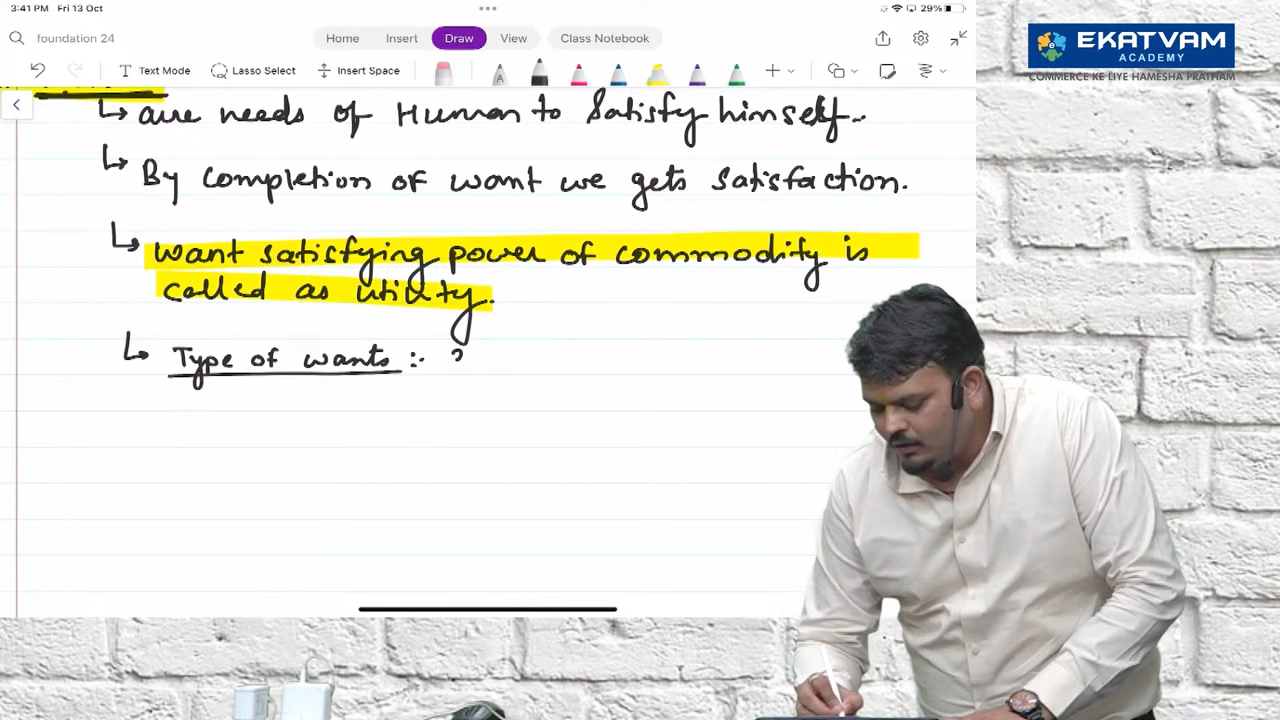 3:41 PM Fri 13 Oct
29%
foundation 24
Home Insert Draw View Class Notebook
Text Mode Lasso Select Insert Space
EKATVAM
ACADEMY
COMMERCE KE LIYE HAMESHA PRATHAM
↳ are needs of Human to Satisfy himself.
↳ By completion of want we gets satisfaction.
↳ want satisfying power of commodity is
called as utility.
↳ Type of wants :-